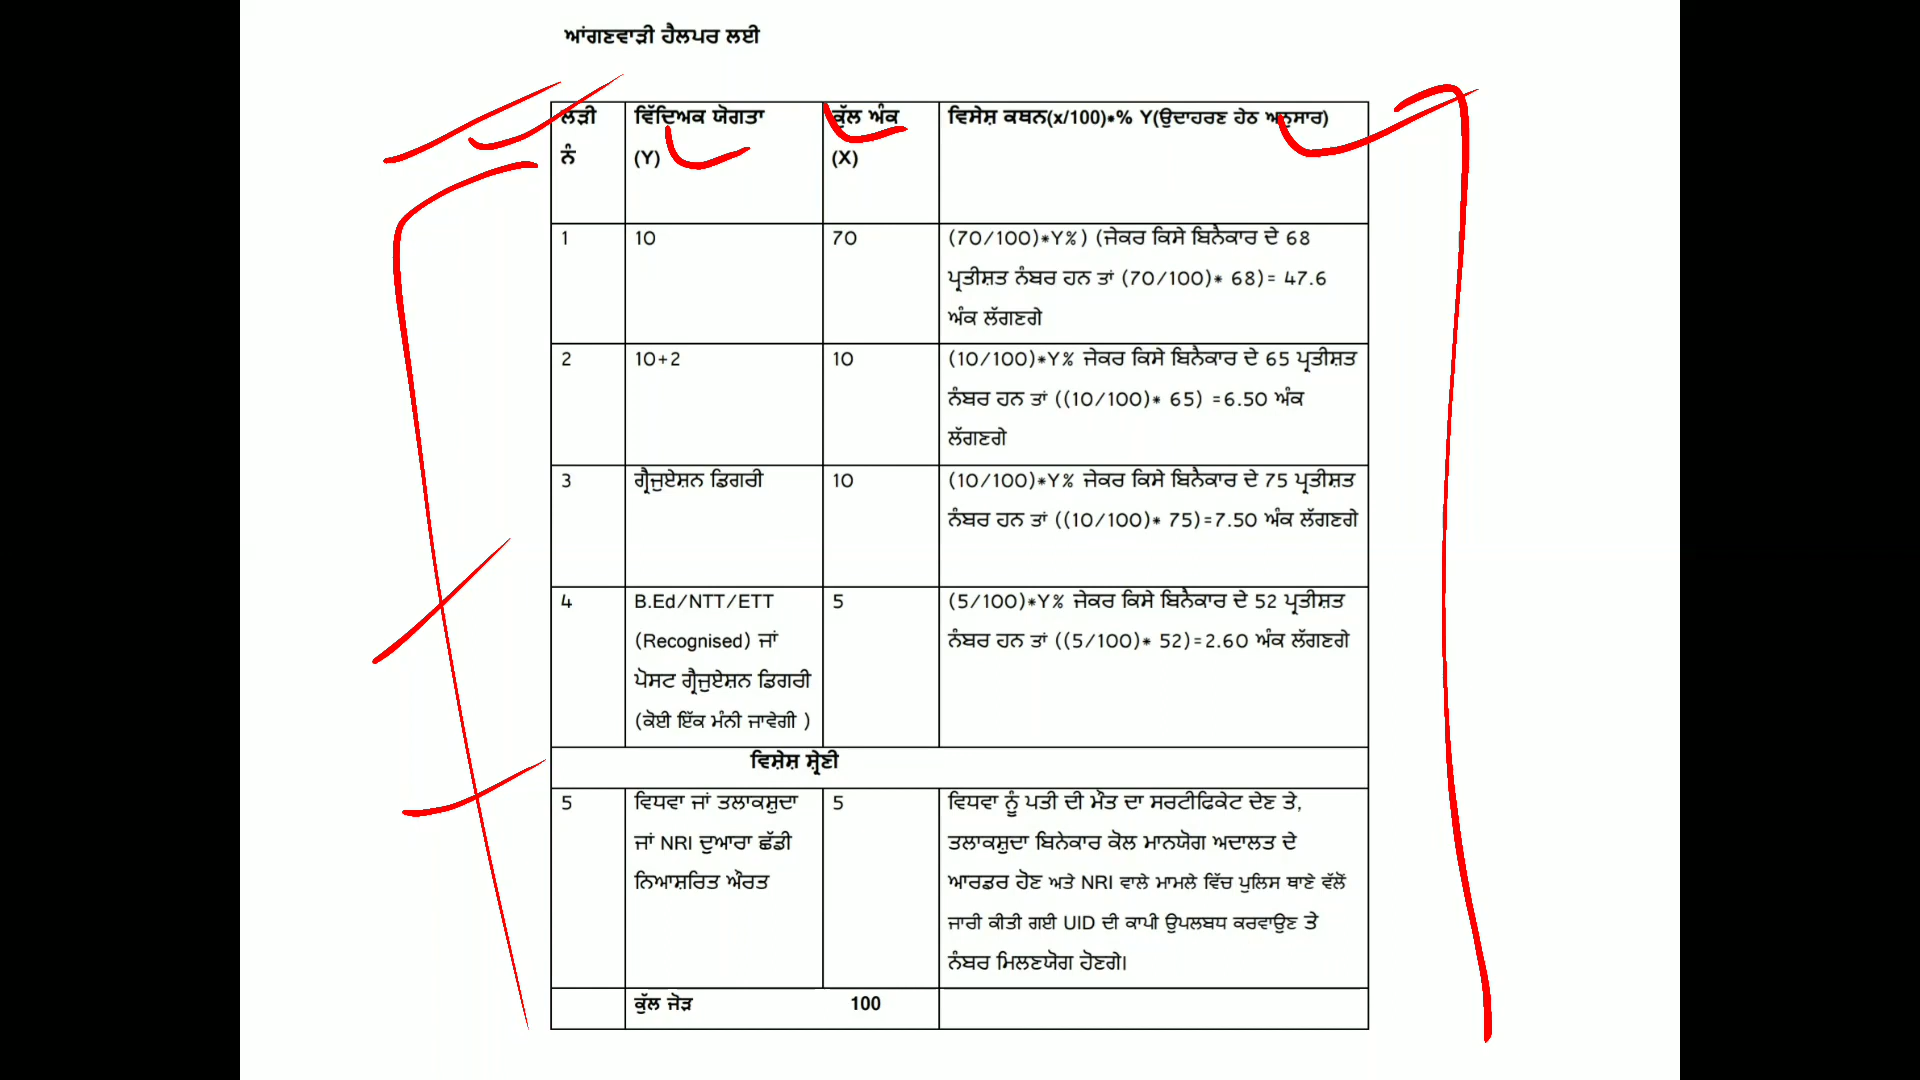 ਆਂਗਣਵਾੜੀ ਹੈਲਪਰ ਲਈ
ਲੜੀ ਨੰ
ਵਿੱਦਿਅਕ ਯੋਗਤਾ (Y)
ਕੁੱਲ ਅੰਕ (X)
ਵਿਸੇਸ਼ ਕਥਨ(x/100)*% Y(ਉਦਾਹਰਣ ਹੇਠ ਅਨੁਸਾਰ)
1
10
70
(70/100)*Y%) (ਜੇਕਰ ਕਿਸੇ ਬਿਨੈਕਾਰ ਦੇ 68
ਪ੍ਰਤੀਸ਼ਤ ਨੰਬਰ ਹਨ ਤਾਂ (70/100)* 68)= 47.6
ਅੰਕ ਲੱਗਣਗੇ
2
10+2
10
(10/100)*Y% ਜੇਕਰ ਕਿਸੇ ਬਿਨੈਕਾਰ ਦੇ 65 ਪ੍ਰਤੀਸ਼ਤ
ਨੰਬਰ ਹਨ ਤਾਂ ((10/100)* 65) =6.50 ਅੰਕ
ਲੱਗਣਗੇ
3
ਗ੍ਰੈਜੁਏਸ਼ਨ ਡਿਗਰੀ
10
(10/100)*Y% ਜੇਕਰ ਕਿਸੇ ਬਿਨੈਕਾਰ ਦੇ 75 ਪ੍ਰਤੀਸ਼ਤ
ਨੰਬਰ ਹਨ ਤਾਂ ((10/100)* 75)=7.50 ਅੰਕ ਲੱਗਣਗੇ
4
B.Ed/NTT/ETT
(Recognised) ਜਾਂ
ਪੋਸਟ ਗ੍ਰੈਜੁਏਸ਼ਨ ਡਿਗਰੀ
(ਕੋਈ ਇੱਕ ਮੰਨੀ ਜਾਵੇਗੀ )
5
(5/100)*Y% ਜੇਕਰ ਕਿਸੇ ਬਿਨੈਕਾਰ ਦੇ 52 ਪ੍ਰਤੀਸ਼ਤ
ਨੰਬਰ ਹਨ ਤਾਂ ((5/100)* 52)=2.60 ਅੰਕ ਲੱਗਣਗੇ
ਵਿਸ਼ੇਸ਼ ਸ਼੍ਰੇਣੀ
5
ਵਿਧਵਾ ਜਾਂ ਤਲਾਕਸ਼ੁਦਾ
ਜਾਂ NRI ਦੁਆਰਾ ਛੱਡੀ
ਨਿਆਸ਼ਰਿਤ ਔਰਤ
5
ਵਿਧਵਾ ਨੂੰ ਪਤੀ ਦੀ ਮੌਤ ਦਾ ਸਰਟੀਫਿਕੇਟ ਦੇਣ ਤੇ,
ਤਲਾਕਸ਼ੁਦਾ ਬਿਨੇਕਾਰ ਕੋਲ ਮਾਨਯੋਗ ਅਦਾਲਤ ਦੇ
ਆਰਡਰ ਹੋਣ ਅਤੇ NRI ਵਾਲੇ ਮਾਮਲੇ ਵਿੱਚ ਪੁਲਿਸ ਥਾਣੇ ਵੱਲੋਂ
ਜਾਰੀ ਕੀਤੀ ਗਈ UID ਦੀ ਕਾਪੀ ਉਪਲਬਧ ਕਰਵਾਉਣ ਤੇ
ਨੰਬਰ ਮਿਲਣਯੋਗ ਹੋਣਗੇ।
ਕੁੱਲ ਜੋੜ
100